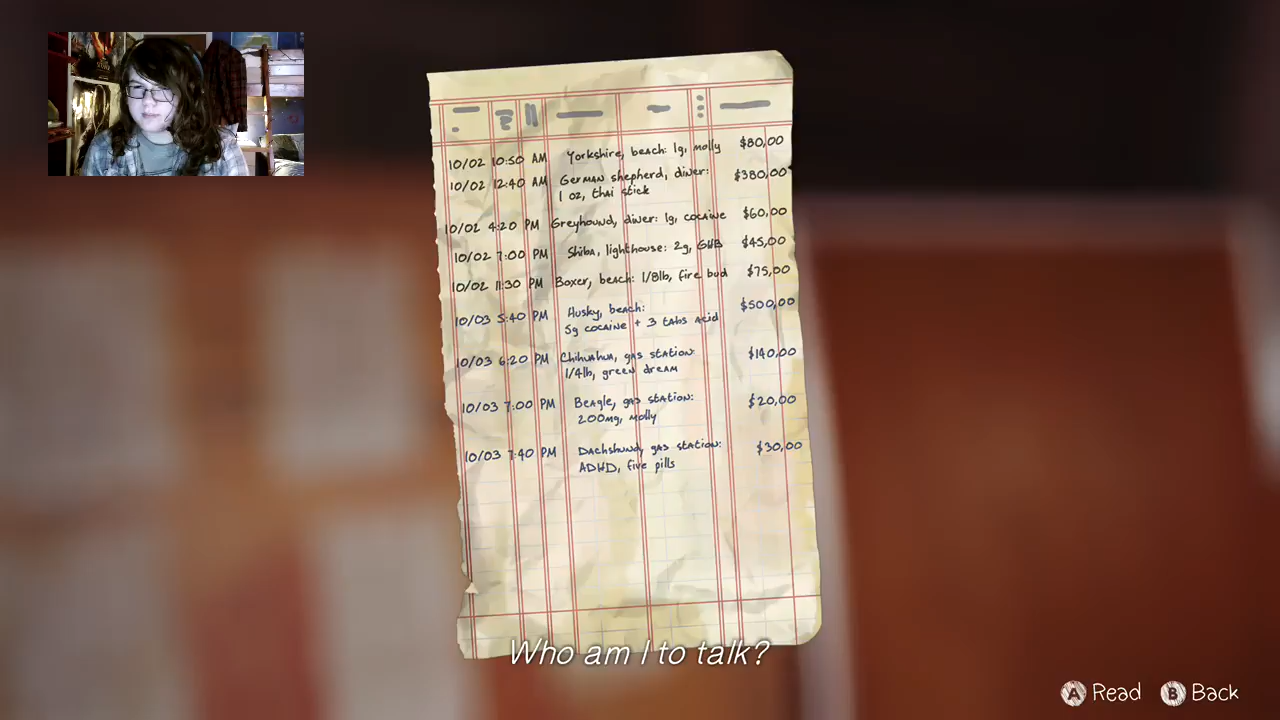 10/02 10:50 AM Yorkshire, beach: 1g, molly $80,00
10/02 12:40 AM German shepherd, diner: $380,00
1 oz, thai stick
10/02 4:20 PM Greyhound, diner: 1g, cocaine $60,00
10/02 7:00 PM Shiba, lighthouse: 2g, GHB $45,00
10/02 11:30 PM Boxer, beach: 1/8lb, fire bud $75,00
10/03 5:40 PM Husky, beach: $500,00
5g cocaine + 3 tabs acid
10/03 6:20 PM Chihuahua, gas station: $140,00
1/4lb, green dream
10/03 7:00 PM Beagle, gas station: $20,00
200mg, molly
10/03 7:40 PM Dachshund, gas station: $30,00
ADHD, five pills
Who am I to talk?
A Read B Back